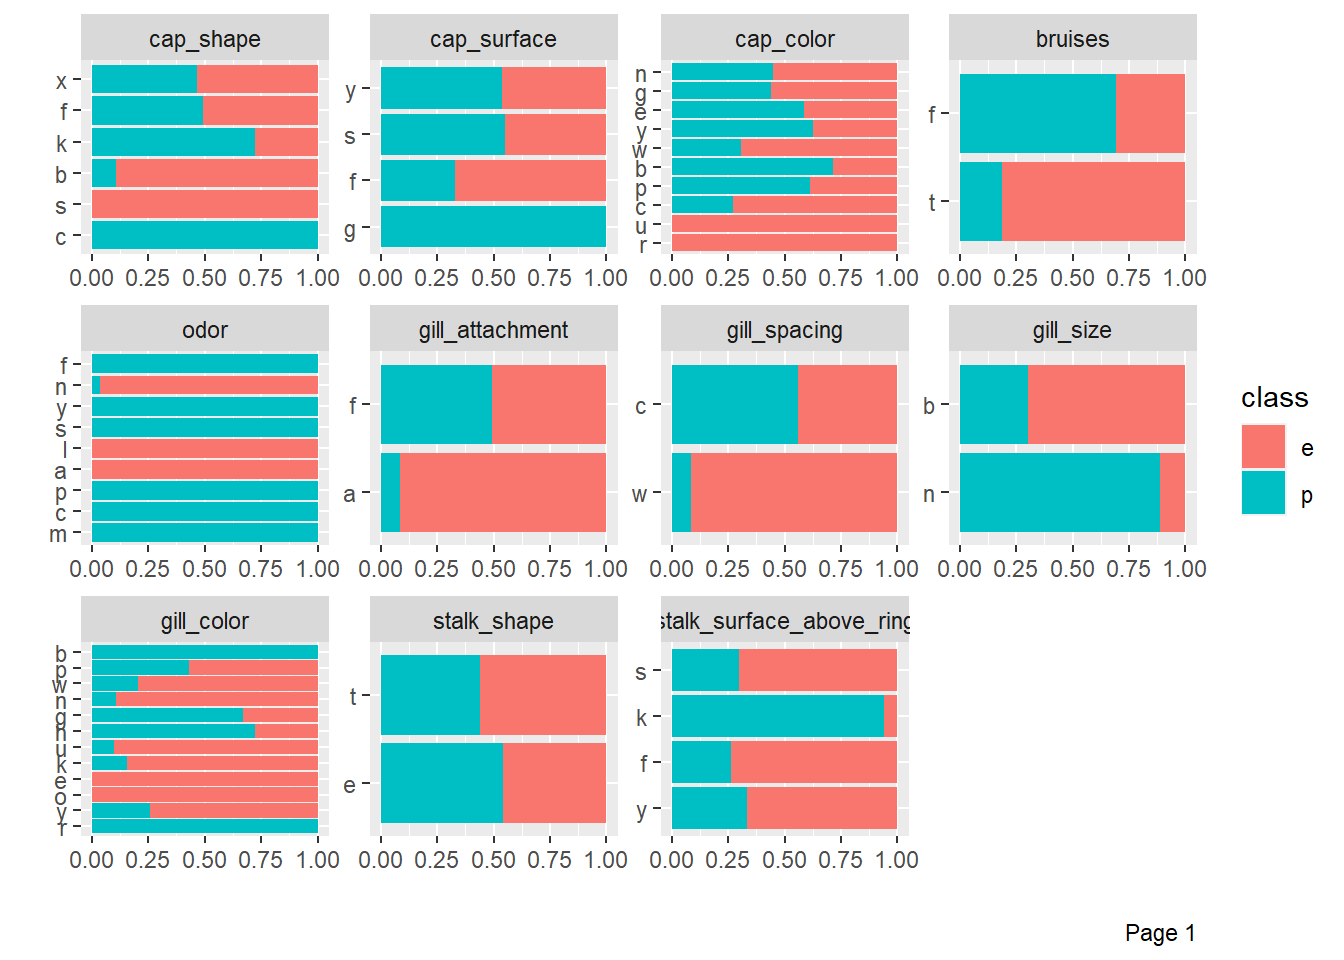 cap_shape
x
f
k
b
s
c
0.00 0.25 0.50 0.75 1.00
cap_surface
y
s
f
g
0.00 0.25 0.50 0.75 1.00
cap_color
n
g
e
y
w
b
p
c
u
r
0.00 0.25 0.50 0.75 1.00
bruises
f
t
0.00 0.25 0.50 0.75 1.00
odor
f
n
y
s
l
a
p
c
m
0.00 0.25 0.50 0.75 1.00
gill_attachment
f
a
0.00 0.25 0.50 0.75 1.00
gill_spacing
c
w
0.00 0.25 0.50 0.75 1.00
gill_size
b
n
0.00 0.25 0.50 0.75 1.00
gill_color
b
p
w
n
g
h
u
k
e
o
y
r
0.00 0.25 0.50 0.75 1.00
stalk_shape
t
e
0.00 0.25 0.50 0.75 1.00
stalk_surface_above_ring
s
k
f
y
0.00 0.25 0.50 0.75 1.00
class
e
p
Page 1